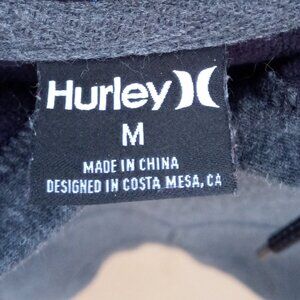 Hurley
M
MADE IN CHINA
DESIGNED IN COSTA MESA, CA